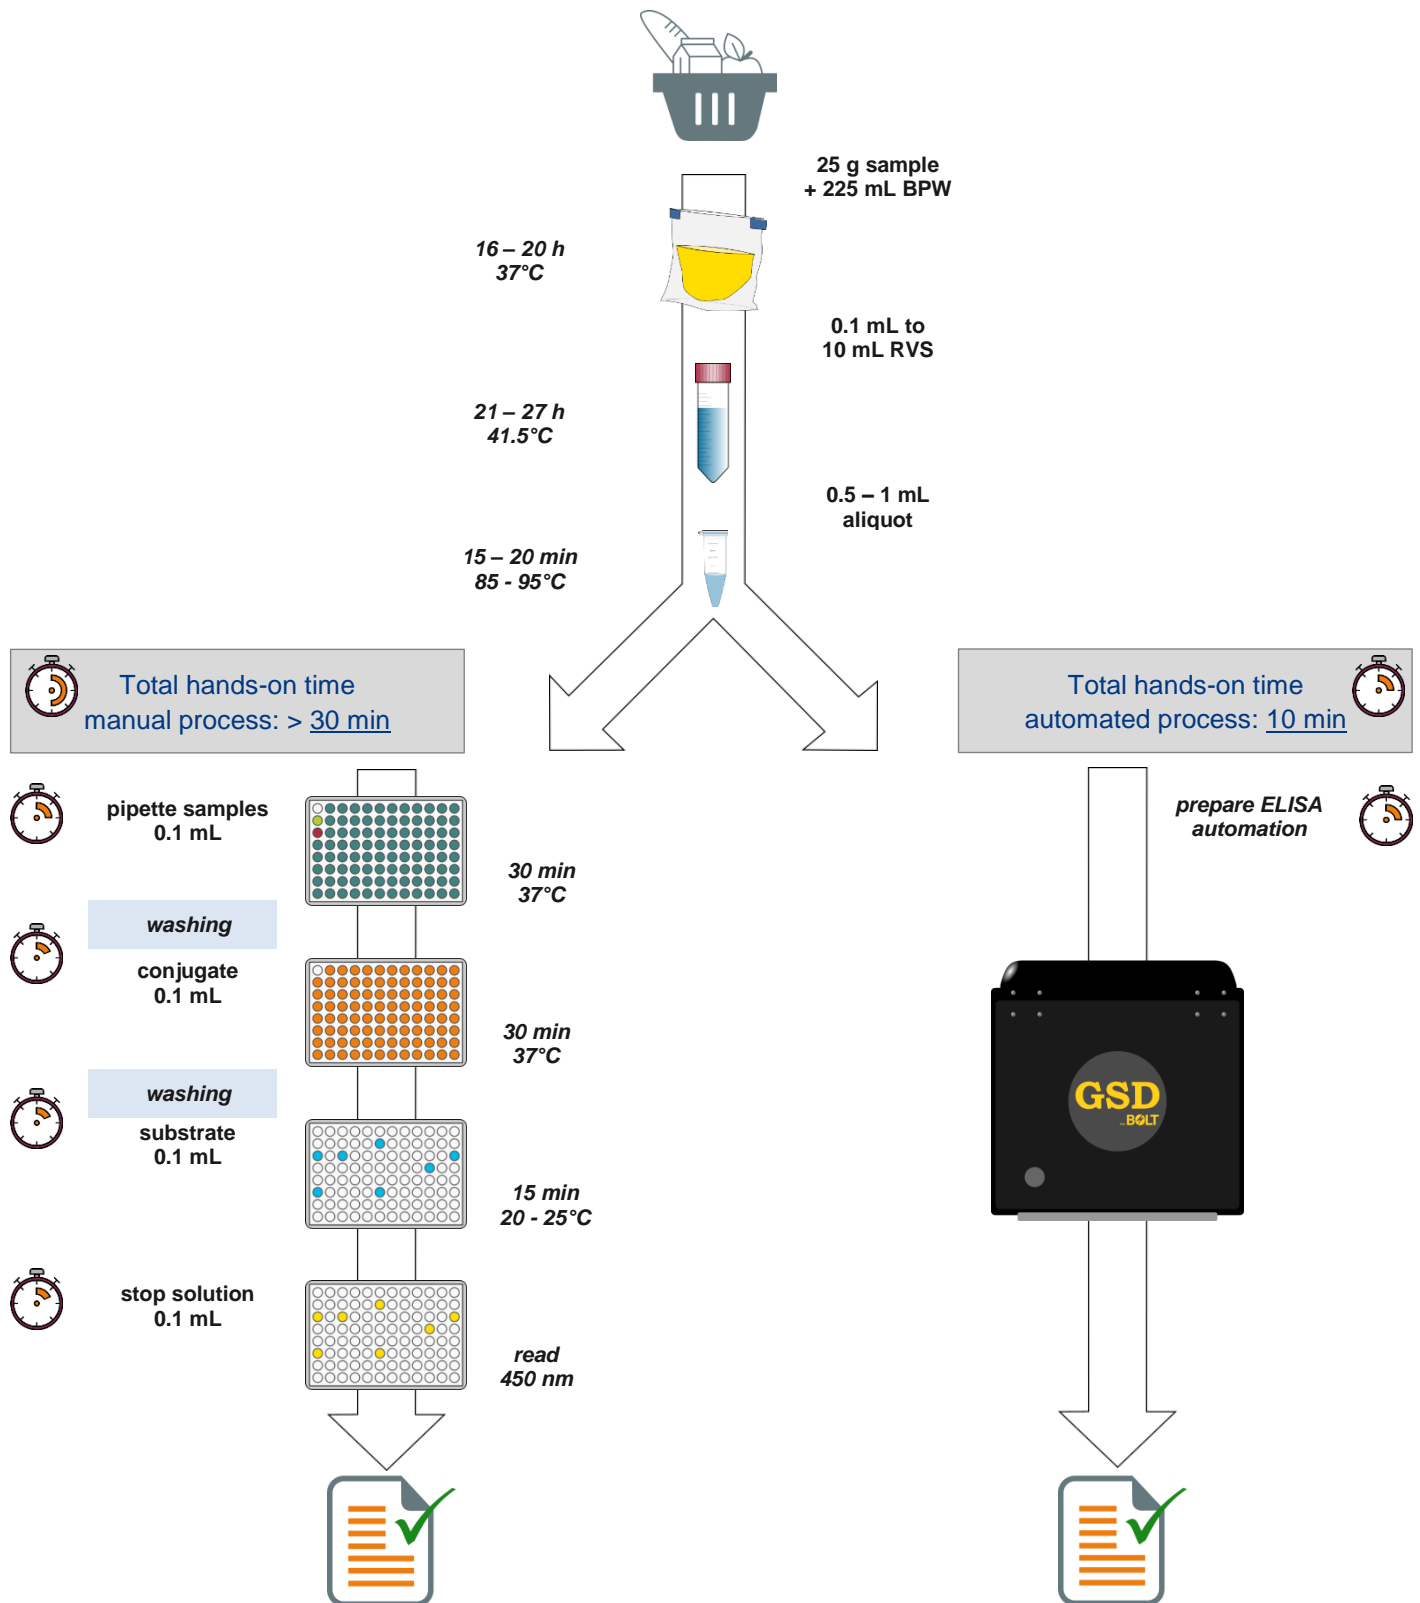 25 g sample
+ 225 mL BPW
16 – 20 h
37°C
0.1 mL to
10 mL RVS
21 – 27 h
41.5°C
0.5 – 1 mL
aliquot
15 – 20 min
85 - 95°C
Total hands-on time
manual process: > 30 min
Total hands-on time
automated process: 10 min
pipette samples
0.1 mL
30 min
37°C
washing
conjugate
0.1 mL
30 min
37°C
washing
substrate
0.1 mL
15 min
20 - 25°C
stop solution
0.1 mL
read
450 nm
prepare ELISA
automation
GSD
BOLT